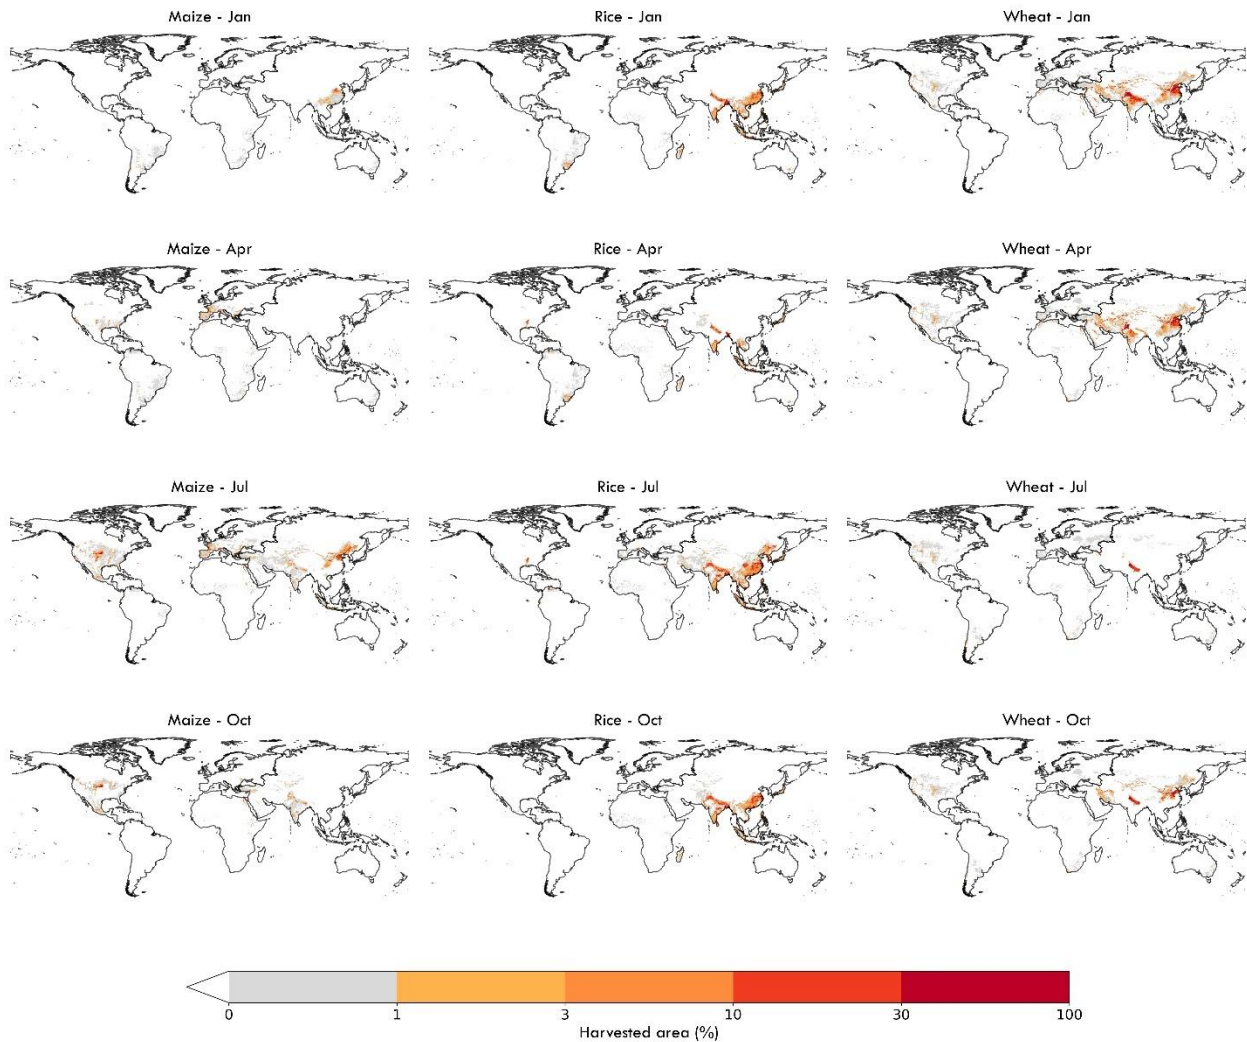 Maize - Jan
Rice - Jan
Wheat - Jan
Maize - Apr
Rice - Apr
Wheat - Apr
Maize - Jul
Rice - Jul
Wheat - Jul
Maize - Oct
Rice - Oct
Wheat - Oct
0 1 3 10 30 100
Harvested area (%)